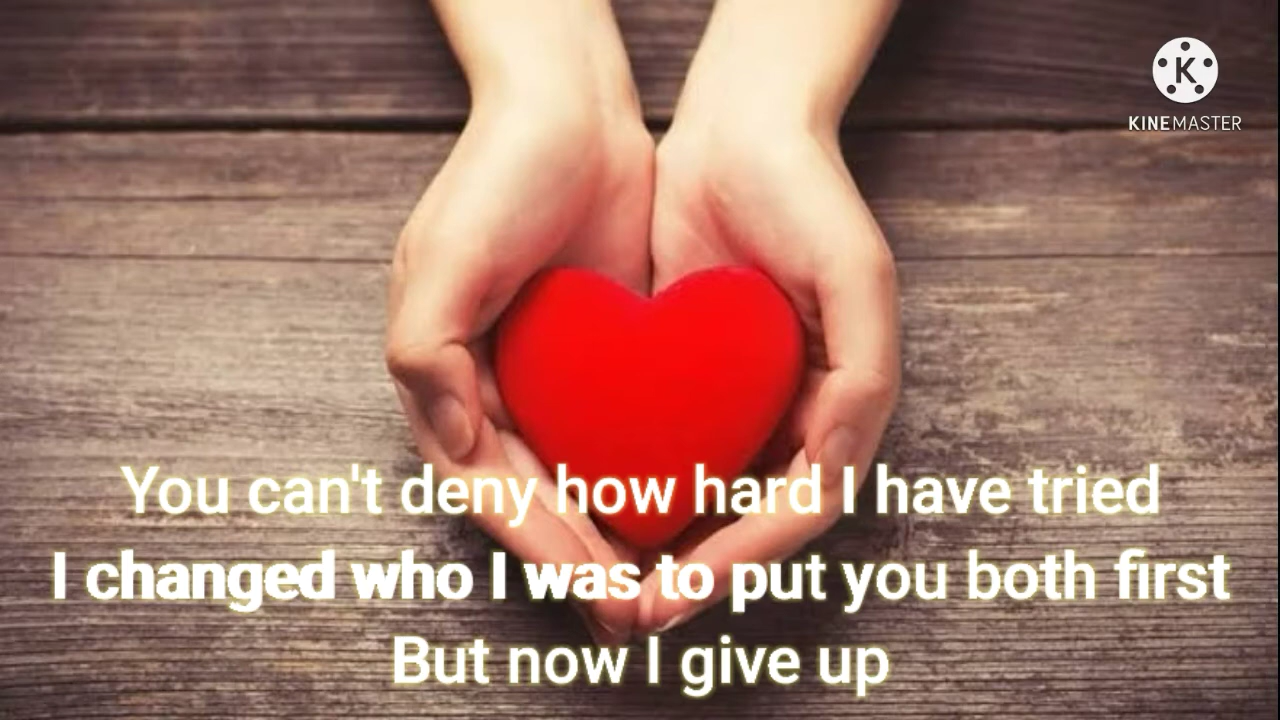 K
KINEMASTER
You can't deny how hard I have tried
I changed who I was to put you both first
But now I give up